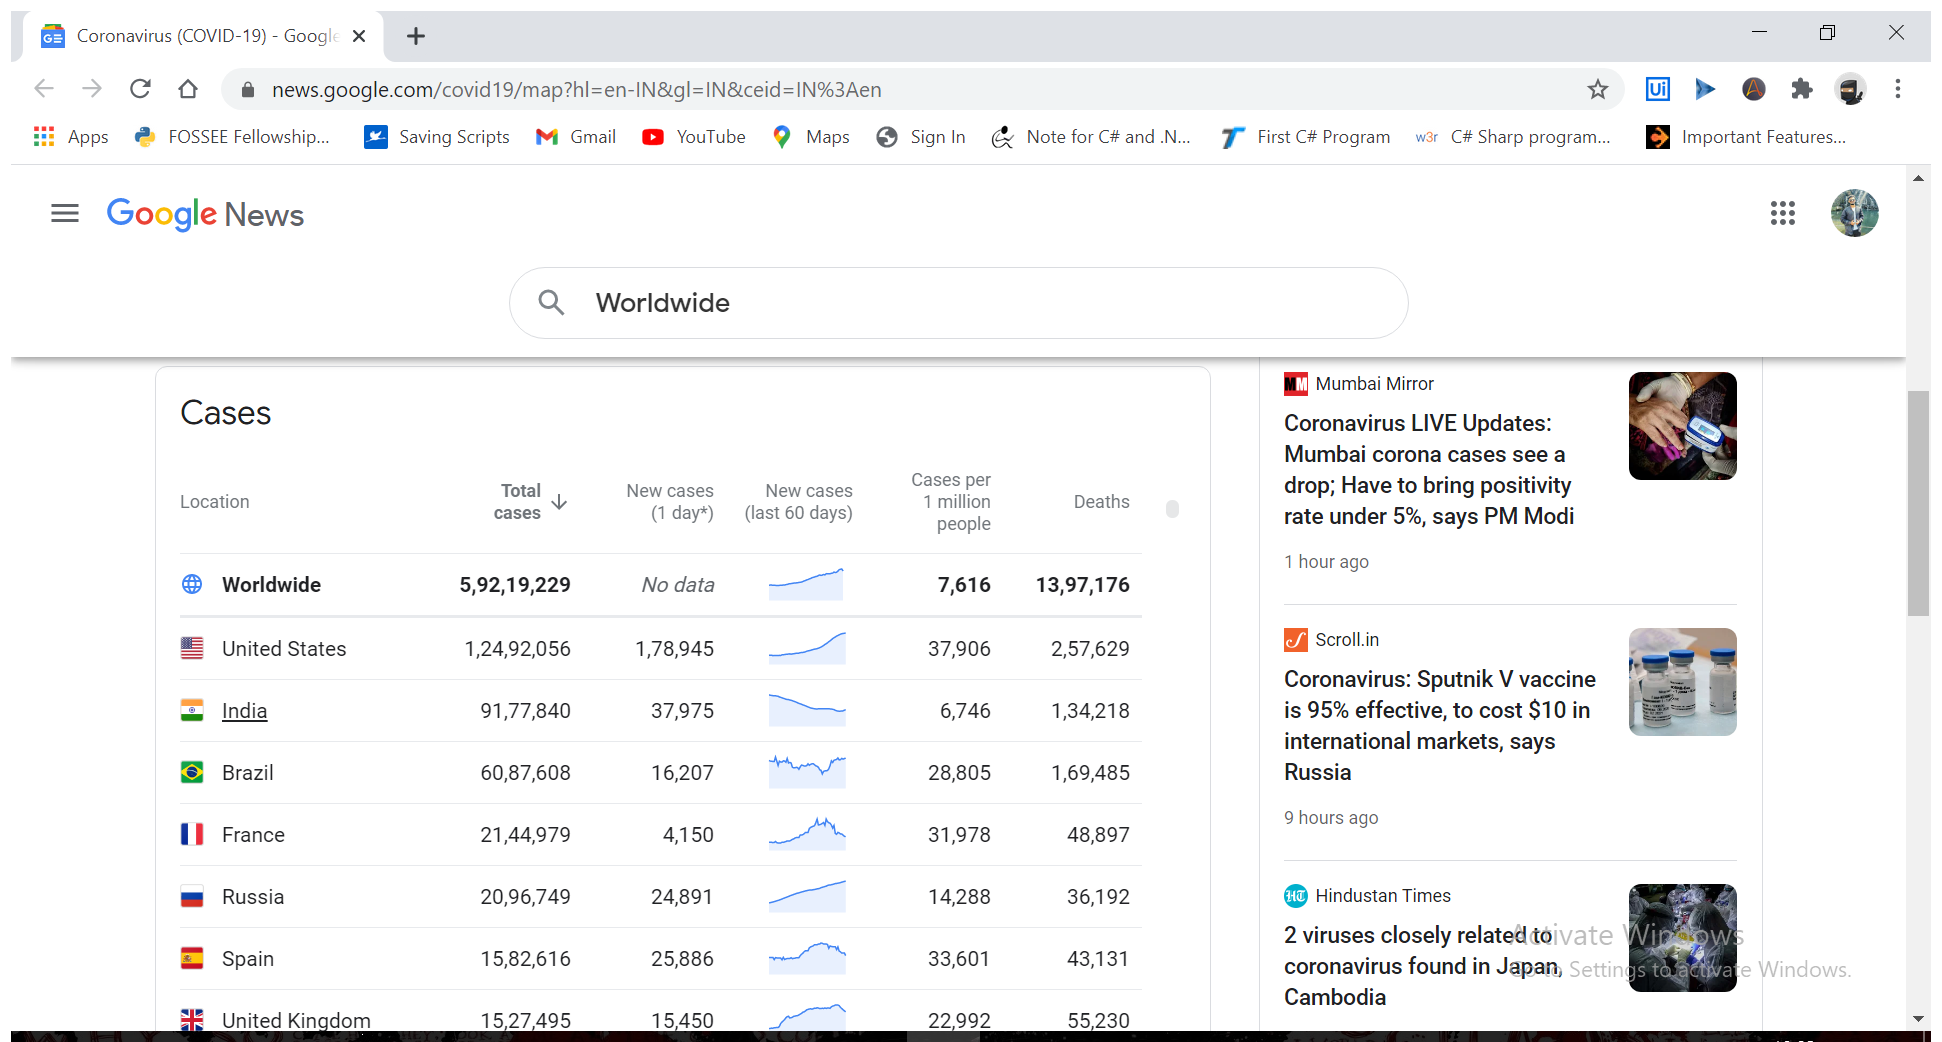 Coronavirus (COVID-19) - Google
news.google.com/covid19/map?hl=en-IN&gl=IN&ceid=IN%3Aen
Apps FOSSEE Fellowship... Saving Scripts Gmail YouTube Maps Sign In Note for C# and .N... First C# Program w3r C# Sharp program... Important Features...
Google News
Worldwide
Cases
Location Total cases New cases (1 day*) New cases (last 60 days) Cases per 1 million people Deaths
Worldwide 5,92,19,229 No data 7,616 13,97,176
United States 1,24,92,056 1,78,945 37,906 2,57,629
India 91,77,840 37,975 6,746 1,34,218
Brazil 60,87,608 16,207 28,805 1,69,485
France 21,44,979 4,150 31,978 48,897
Russia 20,96,749 24,891 14,288 36,192
Spain 15,82,616 25,886 33,601 43,131
United Kingdom 15,27,495 15,450 22,992 55,230
MM Mumbai Mirror
Coronavirus LIVE Updates:
Mumbai corona cases see a
drop; Have to bring positivity
rate under 5%, says PM Modi
1 hour ago
Scroll.in
Coronavirus: Sputnik V vaccine
is 95% effective, to cost $10 in
international markets, says
Russia
9 hours ago
HT Hindustan Times
2 viruses closely related to
coronavirus found in Japan,
Cambodia
Activate Windows
Go to Settings to activate Windows.